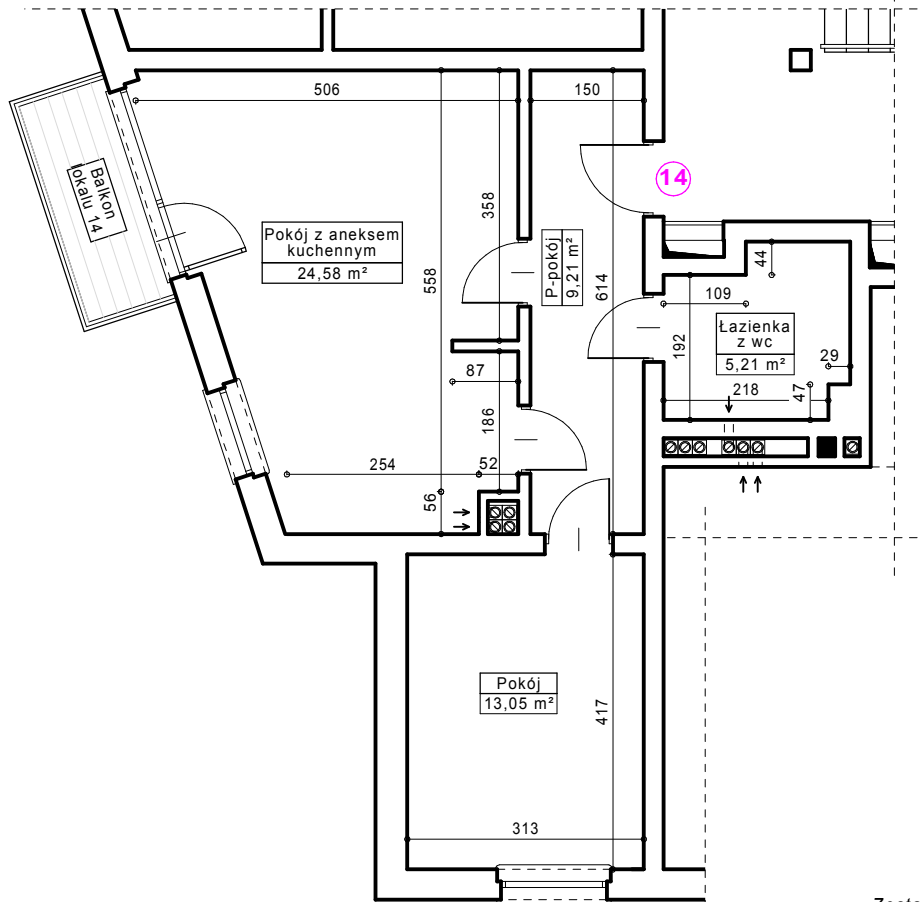 506
150
14
Balkon
lokalu 14
358
Pokój z aneksem
kuchennym
24,58 m²
P-pokój
9,21 m²
44
558
614
109
192
Łazienka
z wc
5,21 m²
29
87
218
47
186
254
52
56
Pokój
13,05 m²
417
313